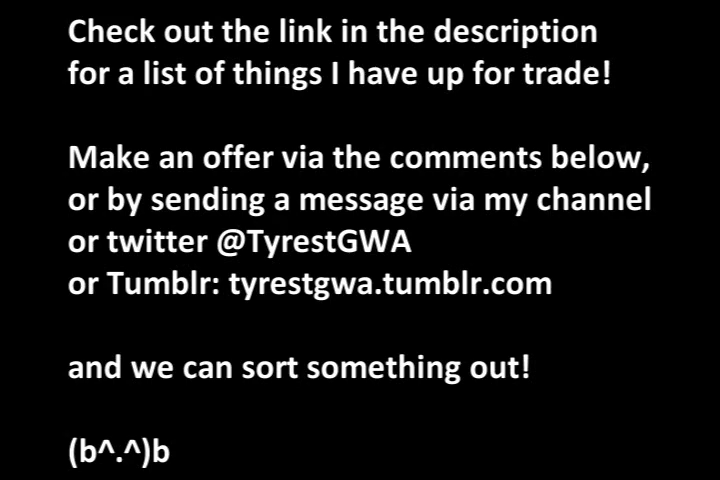 Check out the link in the description
for a list of things I have up for trade!
Make an offer via the comments below,
or by sending a message via my channel
or twitter @TyrestGWA
or Tumblr: tyrestgwa.tumblr.com
and we can sort something out!
(b^.^)b